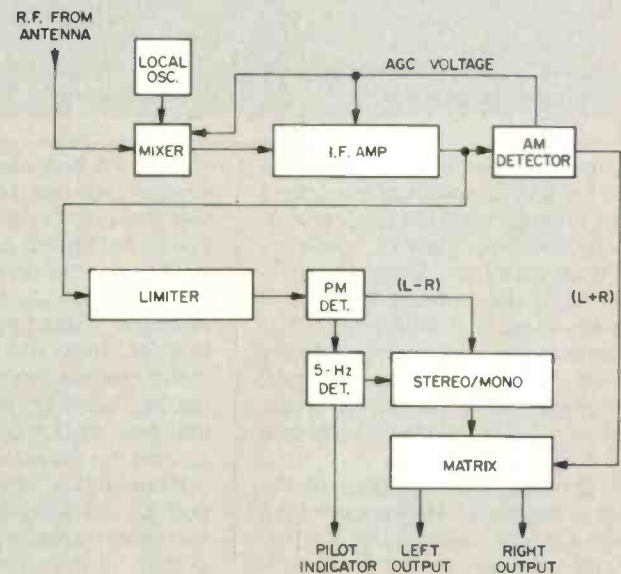 R.F. FROM
ANTENNA
LOCAL
OSC.
AGC VOLTAGE
MIXER
I.F. AMP
AM
DETECTOR
LIMITER
PM
DET.
(L-R)
(L+R)
5-Hz
DET.
STEREO/MONO
MATRIX
PILOT
INDICATOR
LEFT
OUTPUT
RIGHT
OUTPUT